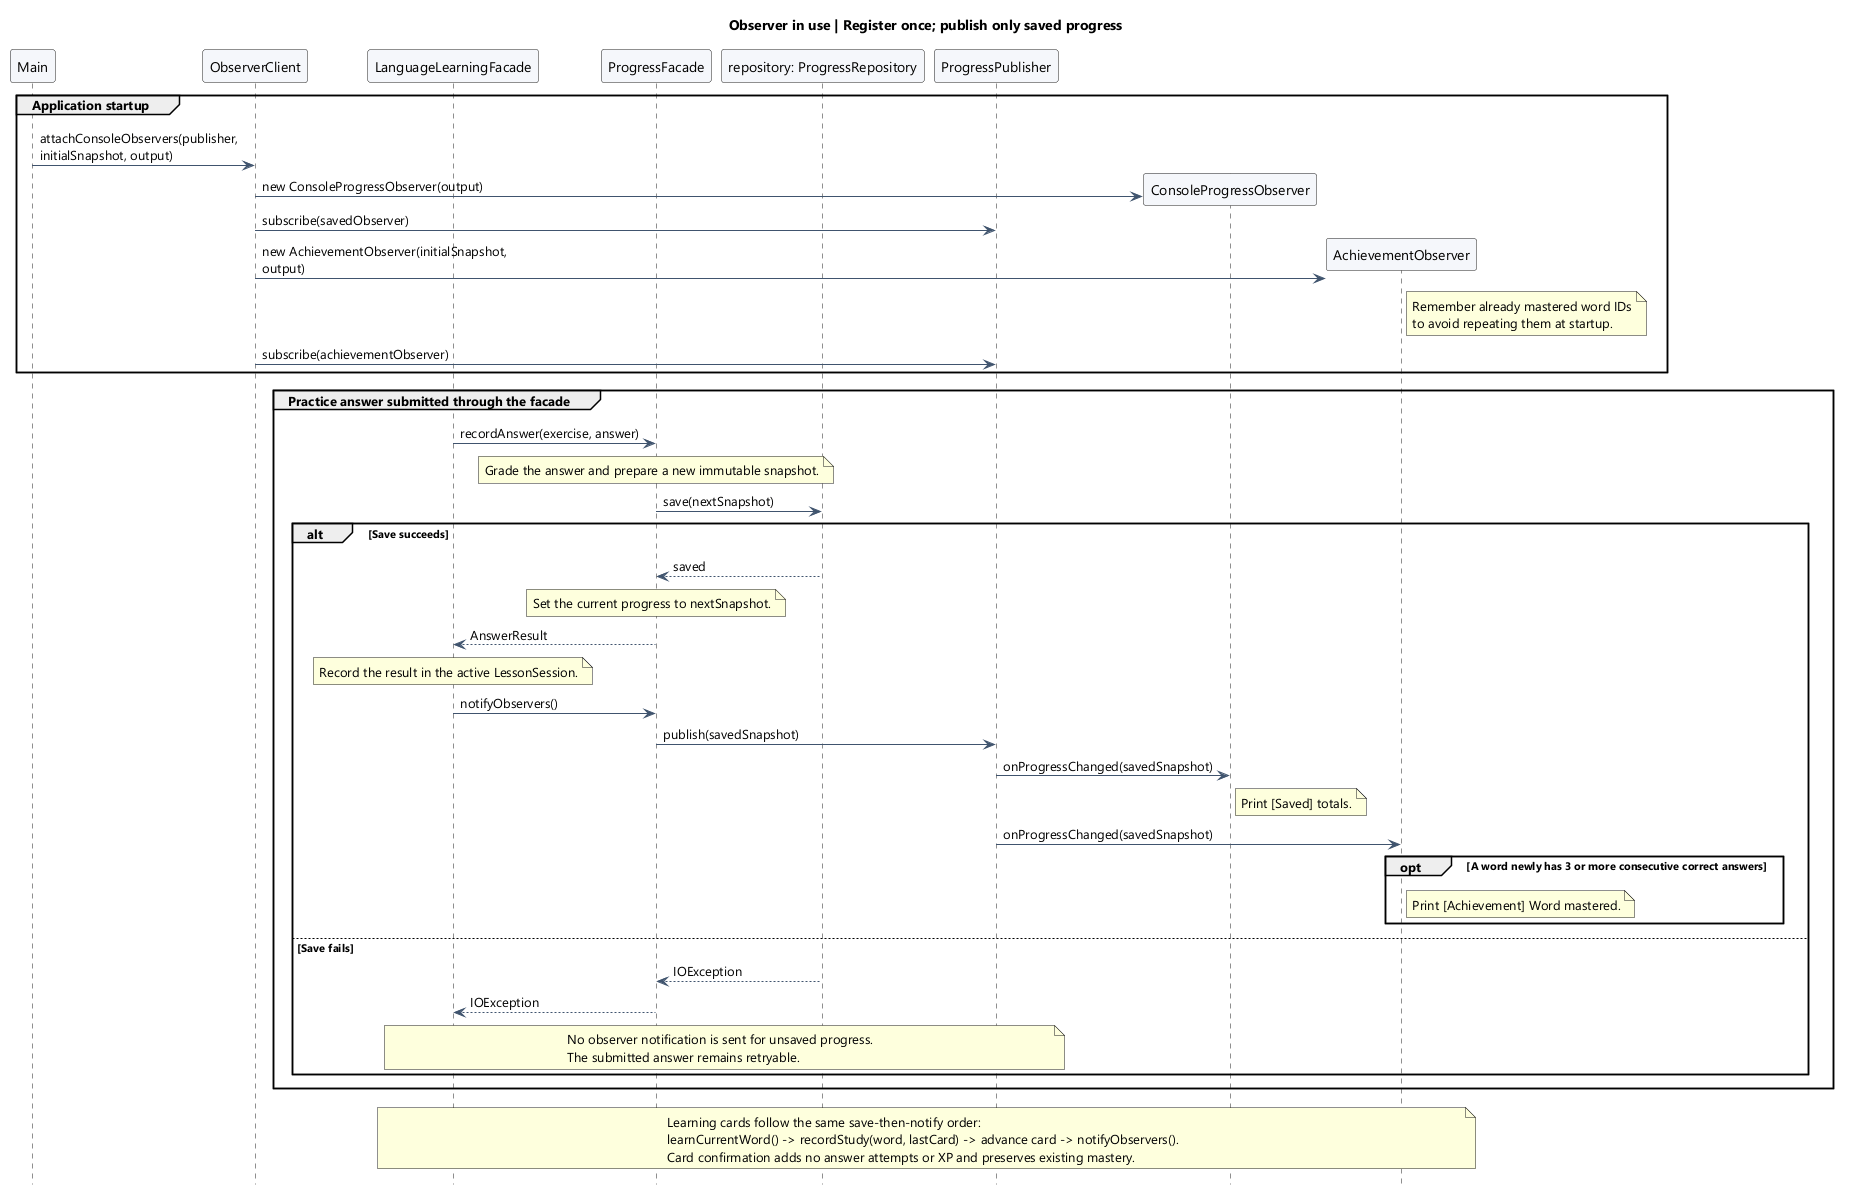 Observer in use | Register once; publish only saved progress
Main
ObserverClient
LanguageLearningFacade
ProgressFacade
repository: ProgressRepository
ProgressPublisher
Application startup
attachConsoleObservers(publisher,
initialSnapshot, output)
new ConsoleProgressObserver(output)
ConsoleProgressObserver
subscribe(savedObserver)
new AchievementObserver(initialSnapshot,
output)
AchievementObserver
Remember already mastered word IDs
to avoid repeating them at startup.
subscribe(achievementObserver)
Practice answer submitted through the facade
recordAnswer(exercise, answer)
Grade the answer and prepare a new immutable snapshot.
save(nextSnapshot)
alt
[Save succeeds]
saved
Set the current progress to nextSnapshot.
AnswerResult
Record the result in the active LessonSession.
notifyObservers()
publish(savedSnapshot)
onProgressChanged(savedSnapshot)
Print [Saved] totals.
onProgressChanged(savedSnapshot)
opt
[A word newly has 3 or more consecutive correct answers]
Print [Achievement] Word mastered.
[Save fails]
IOException
IOException
No observer notification is sent for unsaved progress.
The submitted answer remains retryable.
Learning cards follow the same save-then-notify order:
learnCurrentWord() -> recordStudy(word, lastCard) -> advance card -> notifyObservers().
Card confirmation adds no answer attempts or XP and preserves existing mastery.